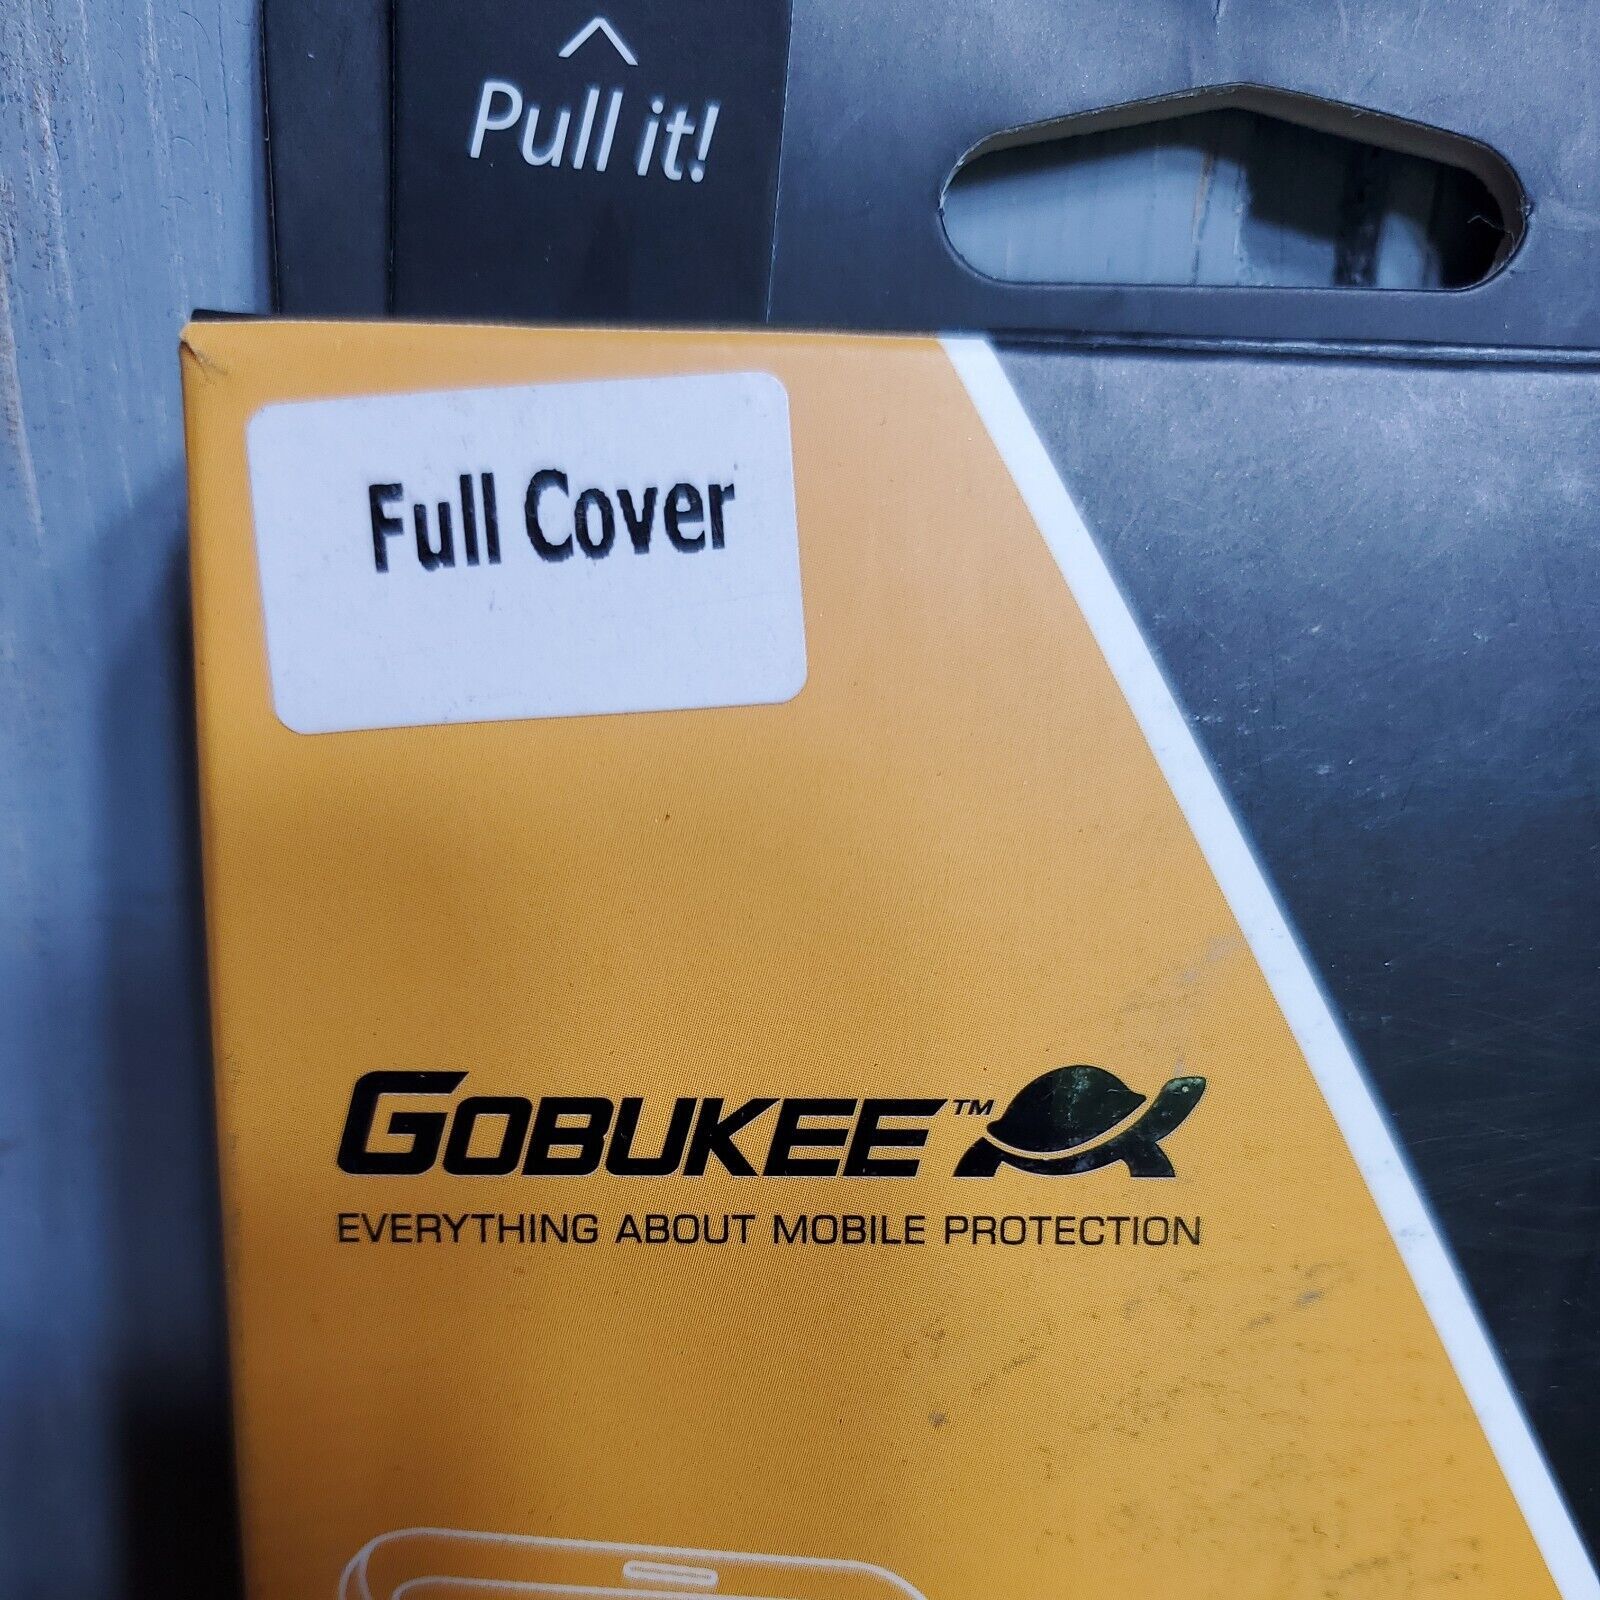 Pull it!
Full Cover
GOBUKEE™
EVERYTHING ABOUT MOBILE PROTECTION